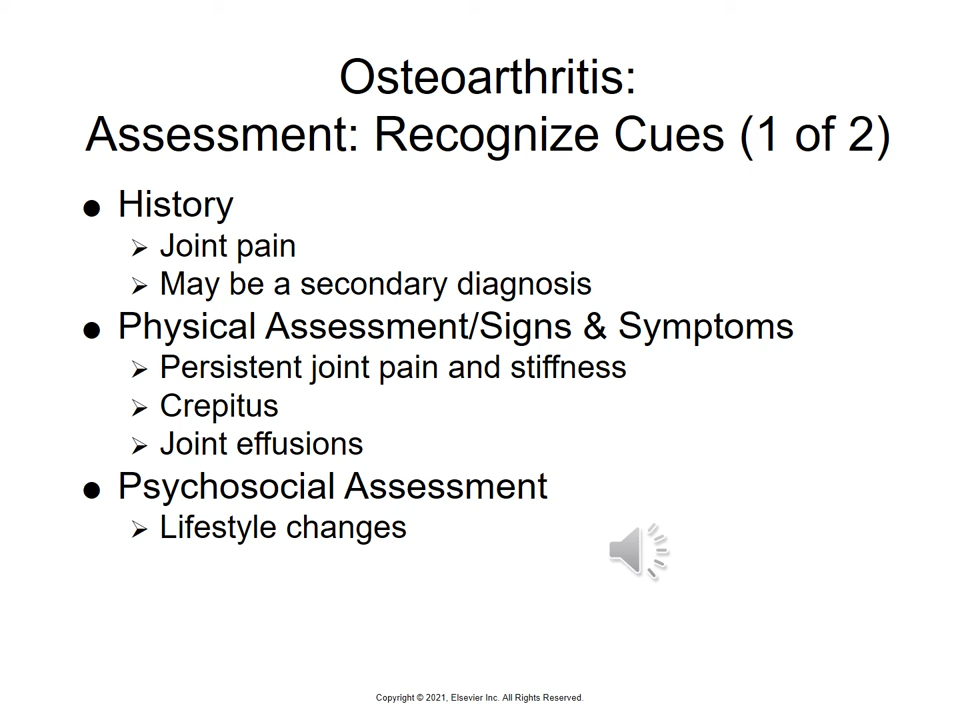 Osteoarthritis:
Assessment: Recognize Cues (1 of 2)
● History
➢ Joint pain
➢ May be a secondary diagnosis
● Physical Assessment/Signs & Symptoms
➢ Persistent joint pain and stiffness
➢ Crepitus
➢ Joint effusions
● Psychosocial Assessment
➢ Lifestyle changes
Copyright © 2021, Elsevier Inc. All Rights Reserved.